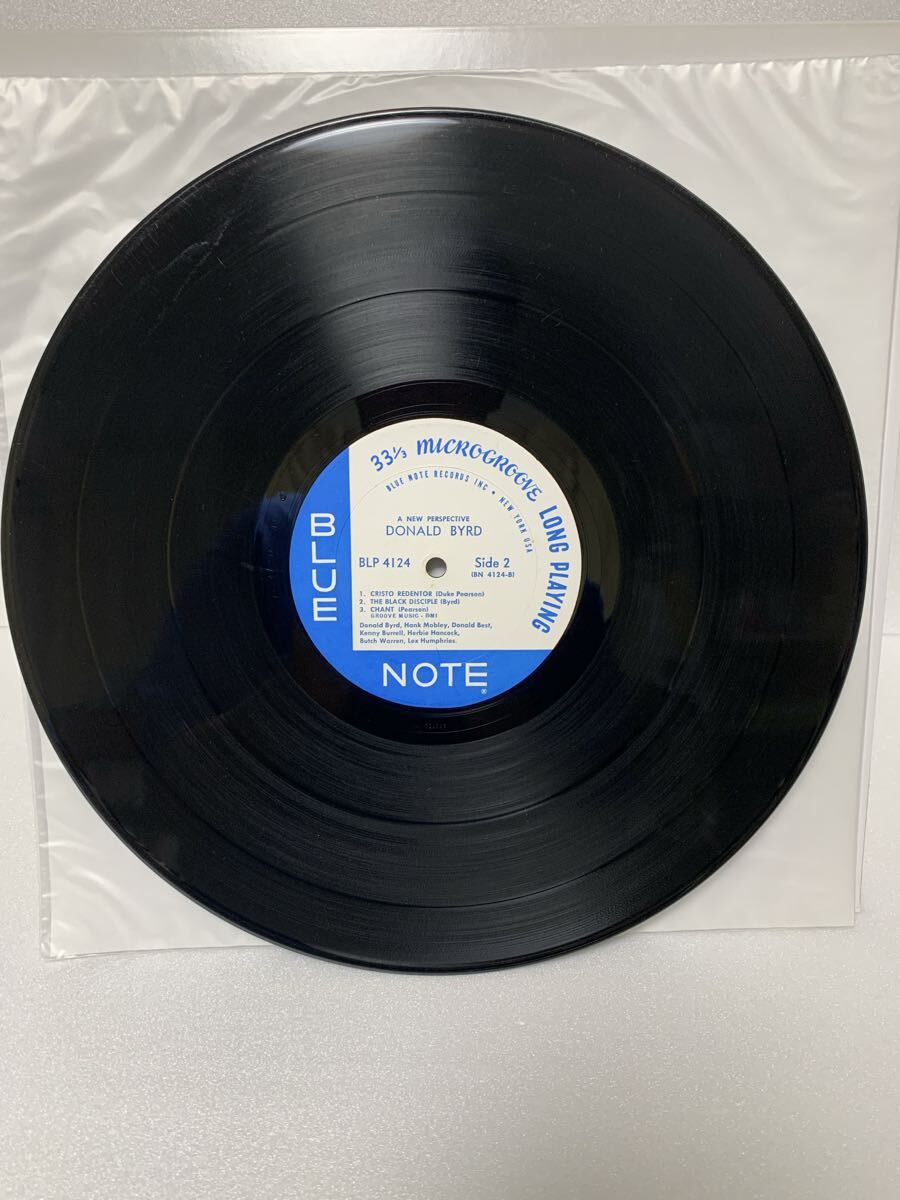 33 1/3 MICROGROOVE LONG PLAYING
BLUE NOTE RECORDS INC • NEW YORK USA
A NEW PERSPECTIVE
DONALD BYRD
BLP 4124 Side 2
(BN 4124-B)
1. CRISTO REDENTOR (Duke Pearson)
2. THE BLACK DISCIPLE (Byrd)
3. CHANT (Pearson)
GROOVE MUSIC - BMI
Donald Byrd, Hank Mobley, Donald Best,
Kenny Burrell, Herbie Hancock,
Butch Warren, Lex Humphries.
BLUE
NOTE®